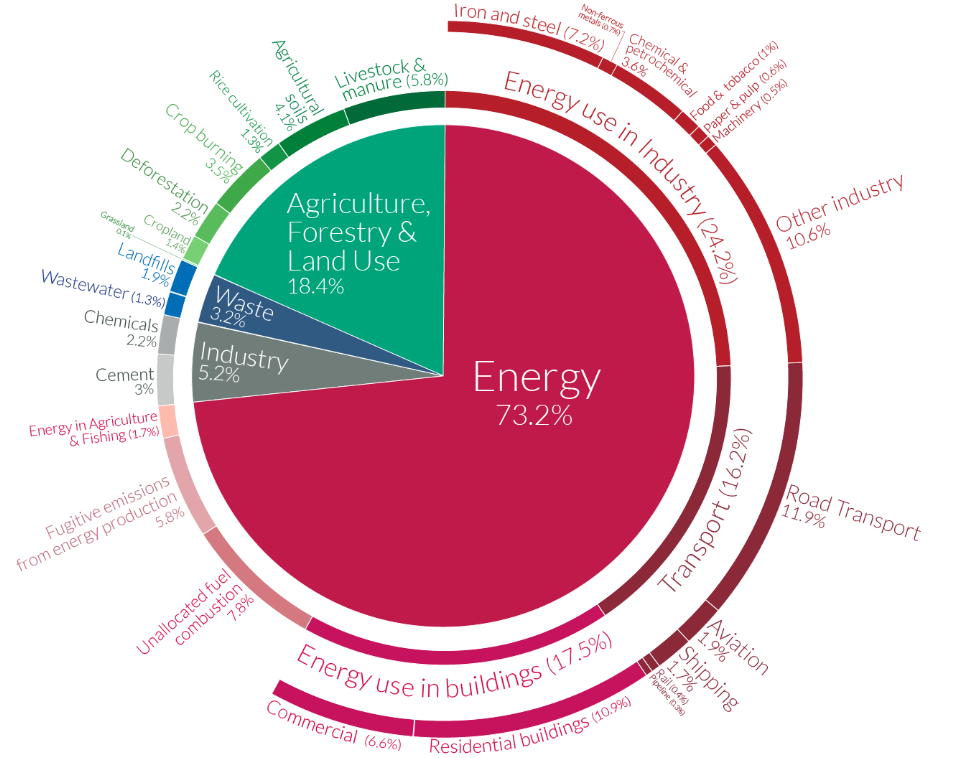 Iron and steel (7.2%)
Non-ferrous
metals (0.7%)
Chemical &
petrochemical
3.6%
Food & tobacco (1%)
Paper & pulp (0.6%)
Machinery (0.5%)
Energy use in Industry (24.2%)
Other industry
10.6%
Livestock &
manure (5.8%)
Agricultural
soils
4.1%
Rice cultivation
1.3%
Crop burning
3.5%
Deforestation
2.2%
Cropland
1.4%
Grassland
0.1%
Landfills
1.9%
Wastewater (1.3%)
Chemicals
2.2%
Cement
3%
Energy in Agriculture
& Fishing (1.7%)
Fugitive emissions
from energy production
5.8%
Unallocated fuel
combustion
7.8%
Agriculture,
Forestry &
Land Use
18.4%
Waste
3.2%
Industry
5.2%
Energy
73.2%
Transport (16.2%)
Road Transport
11.9%
Aviation
1.9%
Shipping
1.7%
Rail (0.4%)
Pipeline (0.3%)
Energy use in buildings (17.5%)
Commercial (6.6%)
Residential buildings (10.9%)